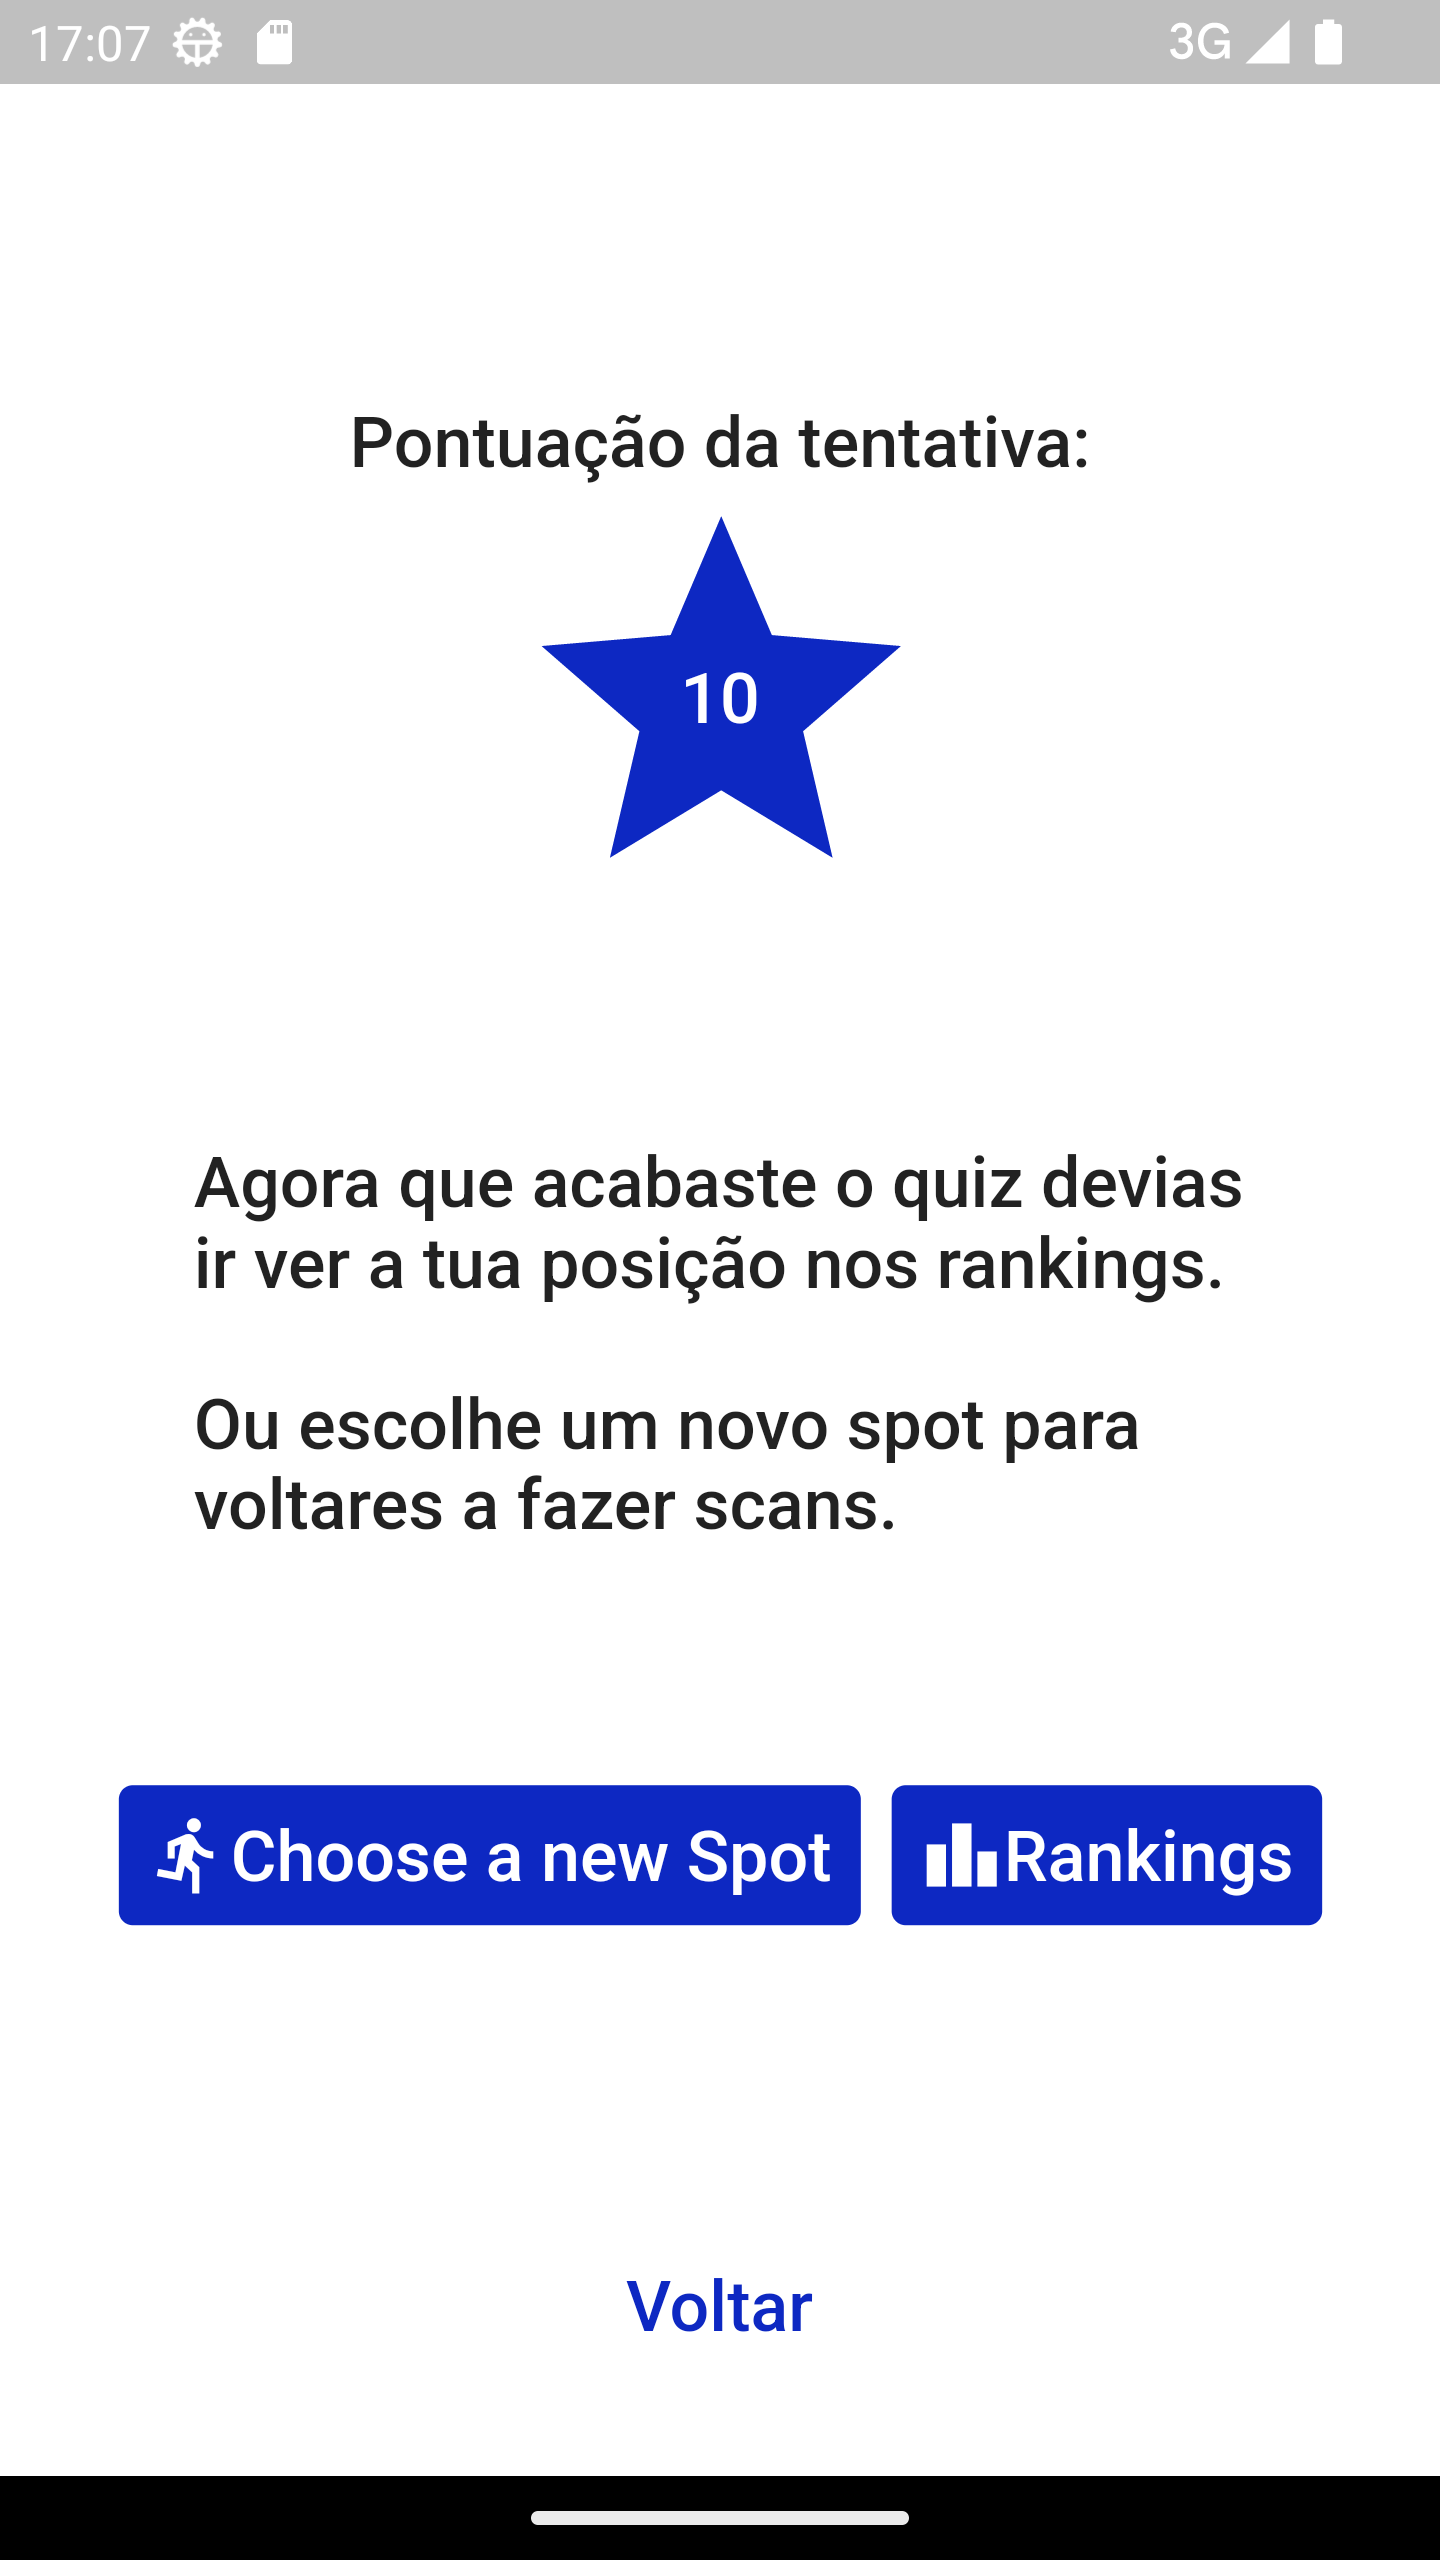 17:07
3G
Pontuação da tentativa:
10
Agora que acabaste o quiz devias
ir ver a tua posição nos rankings.
Ou escolhe um novo spot para
voltares a fazer scans.
Choose a new Spot
Rankings
Voltar